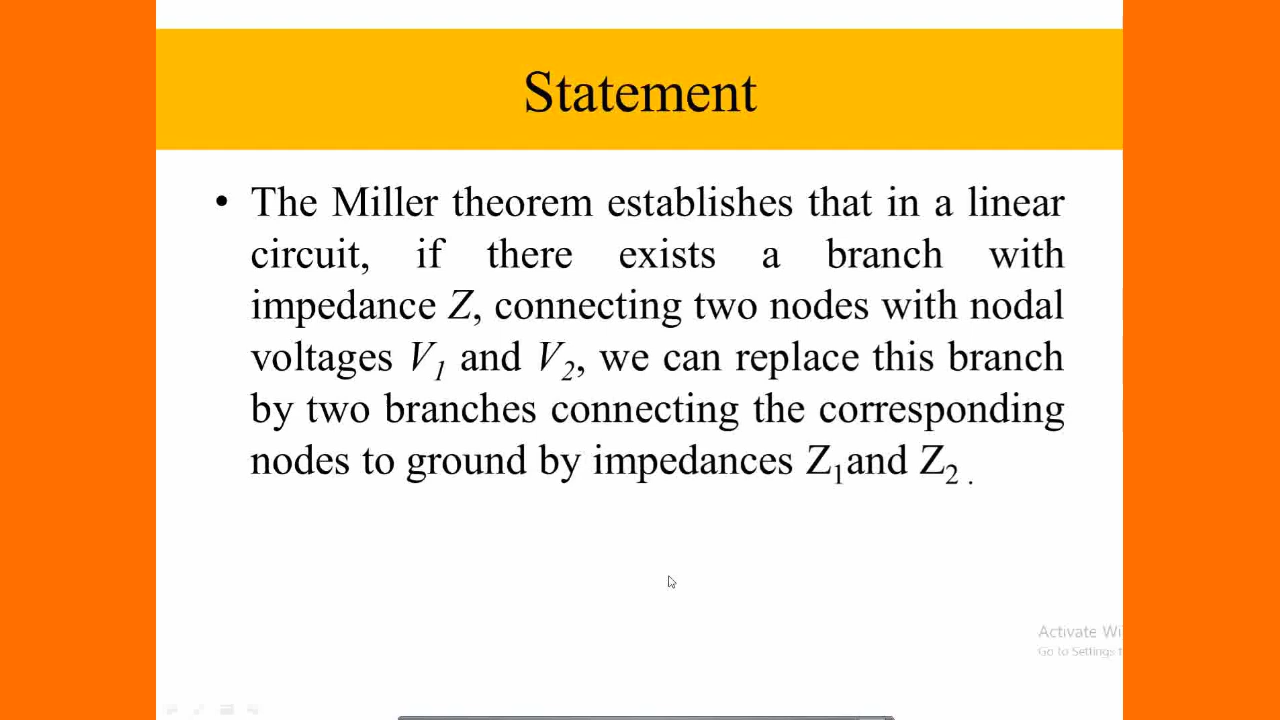 Statement
• The Miller theorem establishes that in a linear
circuit, if there exists a branch with
impedance Z, connecting two nodes with nodal
voltages V₁ and V₂, we can replace this branch
by two branches connecting the corresponding
nodes to ground by impedances Z₁and Z₂ .
Activate Wi
Go to Settings t